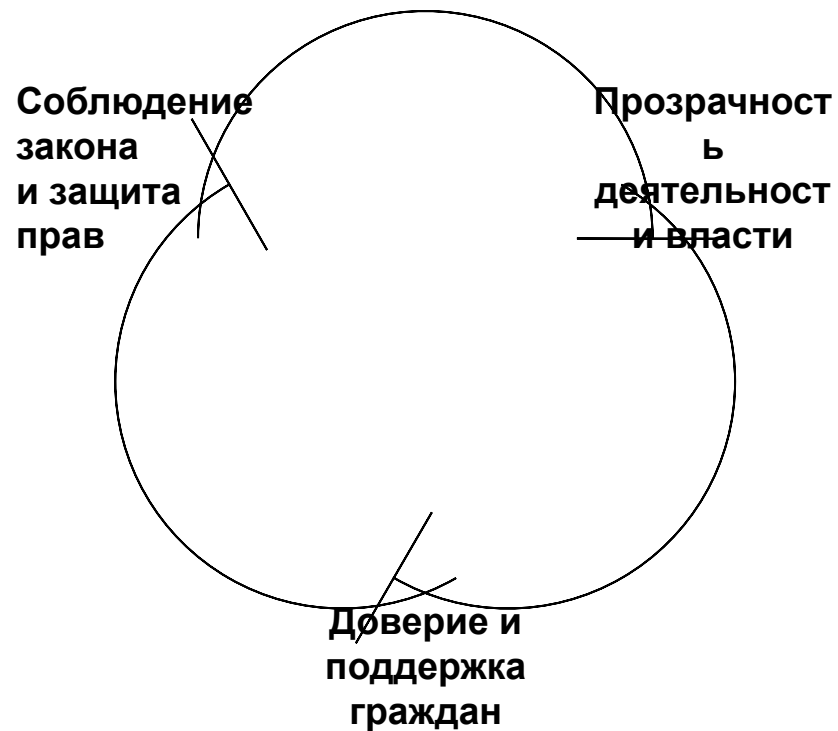 Соблюдение
закона
и защита
прав
Прозрачност
ь
деятельност
и власти
Доверие и
поддержка
граждан